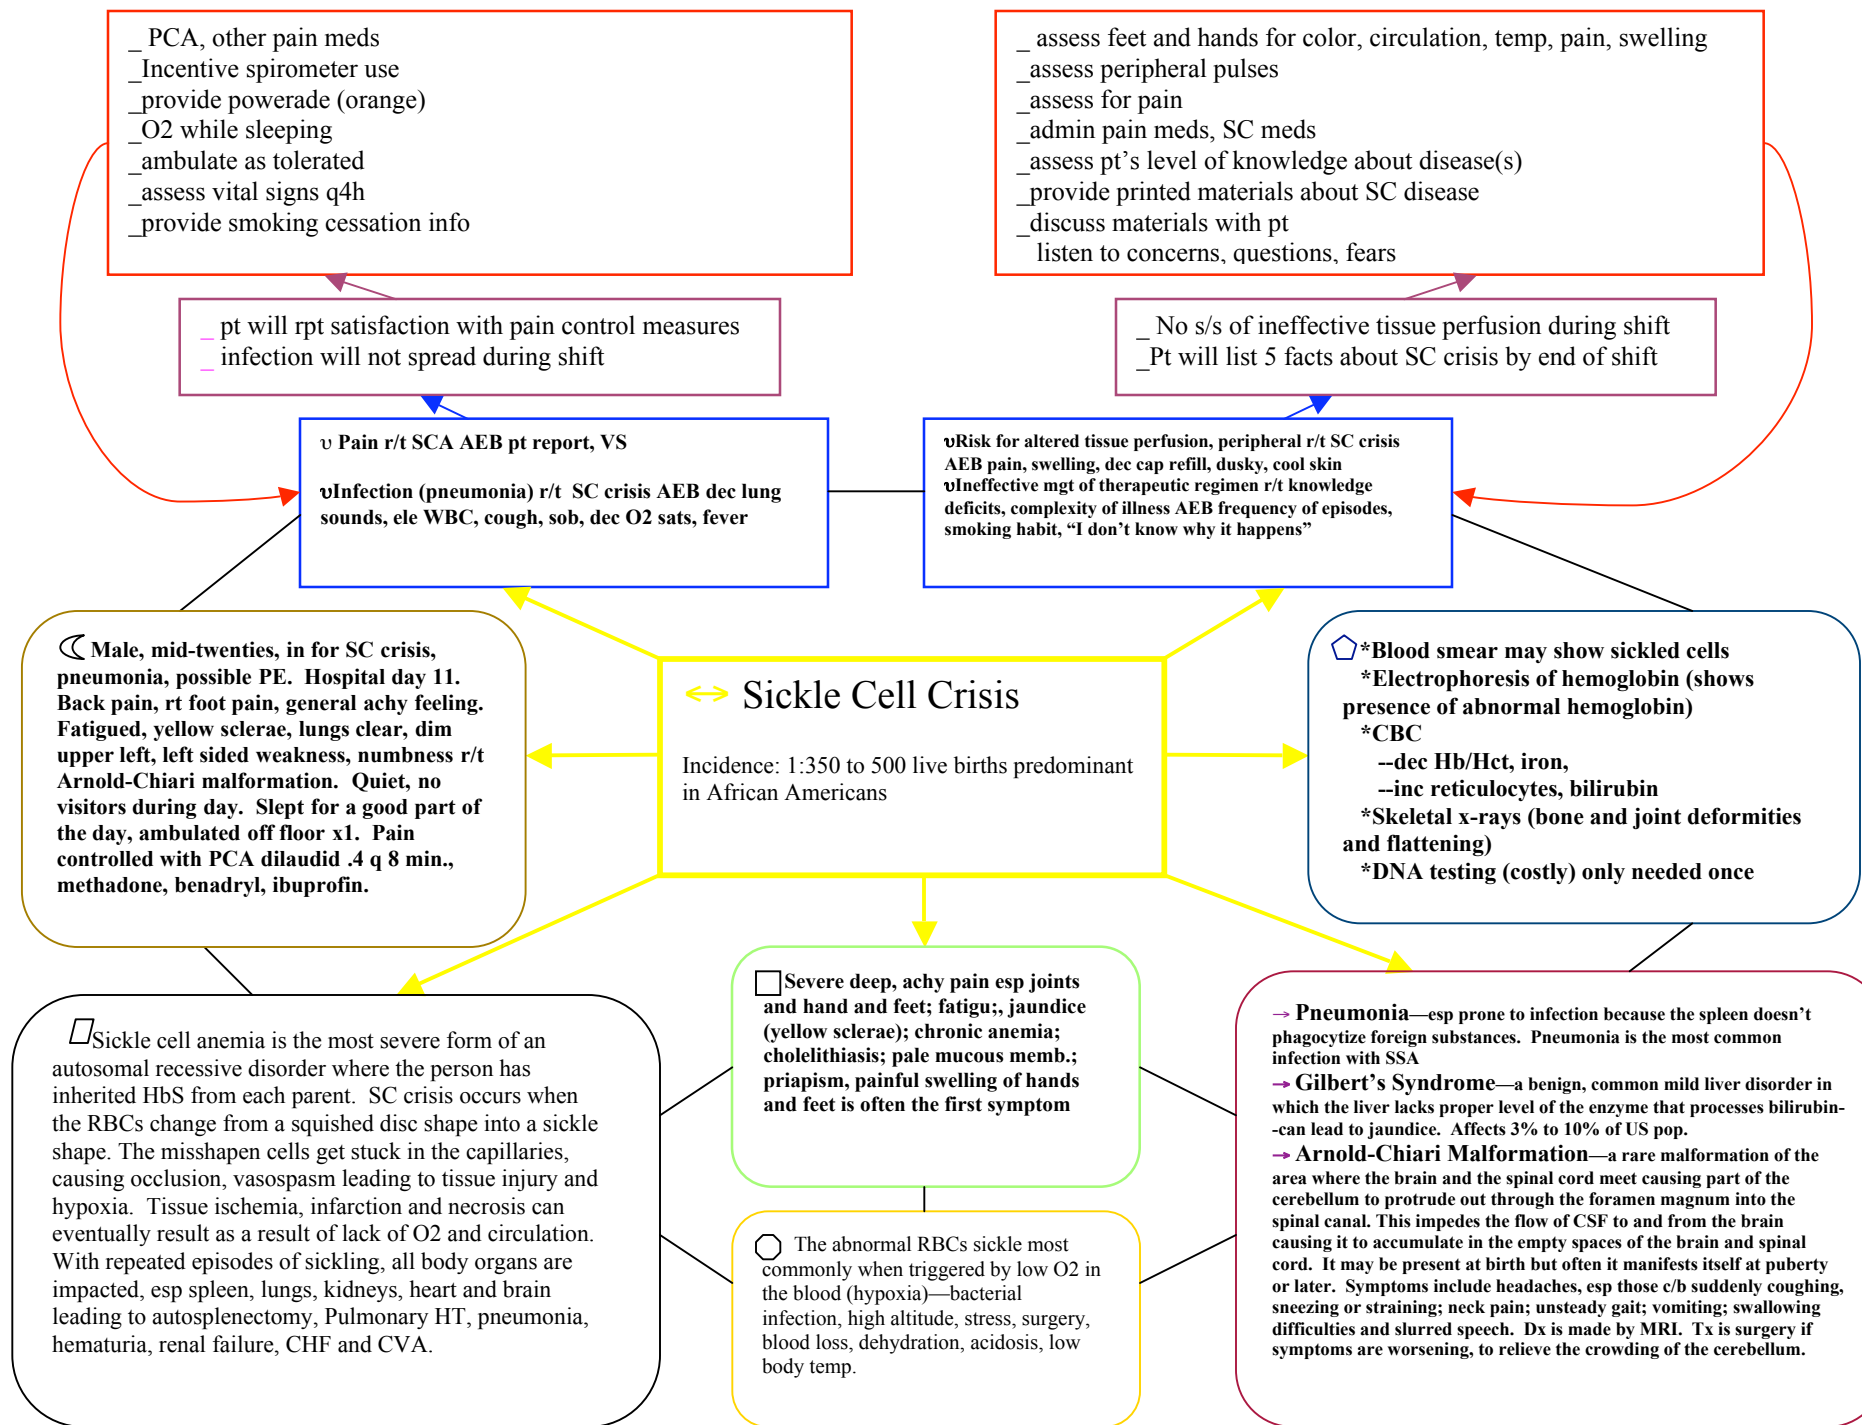 _ PCA, other pain meds
_Incentive spirometer use
_provide powerade (orange)
_O2 while sleeping
_ambulate as tolerated
_assess vital signs q4h
_provide smoking cessation info
_ assess feet and hands for color, circulation, temp, pain, swelling
_assess peripheral pulses
_assess for pain
_admin pain meds, SC meds
_assess pt's level of knowledge about disease(s)
_provide printed materials about SC disease
_discuss materials with pt
listen to concerns, questions, fears
_ pt will rpt satisfaction with pain control measures
_ infection will not spread during shift
_ No s/s of ineffective tissue perfusion during shift
_Pt will list 5 facts about SC crisis by end of shift
υ Pain r/t SCA AEB pt report, VS
υInfection (pneumonia) r/t  SC crisis AEB dec lung
sounds, ele WBC, cough, sob, dec O2 sats, fever
υRisk for altered tissue perfusion, peripheral r/t SC crisis
AEB pain, swelling, dec cap refill, dusky, cool skin
υIneffective mgt of therapeutic regimen r/t knowledge
deficits, complexity of illness AEB frequency of episodes,
smoking habit, “I don’t know why it happens”
Male, mid-twenties, in for SC crisis,
pneumonia, possible PE.  Hospital day 11.
Back pain, rt foot pain, general achy feeling.
Fatigued, yellow sclerae, lungs clear, dim
upper left, left sided weakness, numbness r/t
Arnold-Chiari malformation.  Quiet, no
visitors during day.  Slept for a good part of
the day, ambulated off floor x1.  Pain
controlled with PCA dilaudid .4 q 8 min.,
methadone, benadryl, ibuprofin.
↔ Sickle Cell Crisis
Incidence: 1:350 to 500 live births predominant
in African Americans
*Blood smear may show sickled cells
*Electrophoresis of hemoglobin (shows
presence of abnormal hemoglobin)
*CBC
--dec Hb/Hct, iron,
--inc reticulocytes, bilirubin
*Skeletal x-rays (bone and joint deformities
and flattening)
*DNA testing (costly) only needed once
Sickle cell anemia is the most severe form of an
autosomal recessive disorder where the person has
inherited HbS from each parent.  SC crisis occurs when
the RBCs change from a squished disc shape into a sickle
shape. The misshapen cells get stuck in the capillaries,
causing occlusion, vasospasm leading to tissue injury and
hypoxia.  Tissue ischemia, infarction and necrosis can
eventually result as a result of lack of O2 and circulation.
With repeated episodes of sickling, all body organs are
impacted, esp spleen, lungs, kidneys, heart and brain
leading to autosplenectomy, Pulmonary HT, pneumonia,
hematuria, renal failure, CHF and CVA.
Severe deep, achy pain esp joints
and hand and feet; fatigu;, jaundice
(yellow sclerae); chronic anemia;
cholelithiasis; pale mucous memb.;
priapism, painful swelling of hands
and feet is often the first symptom
The abnormal RBCs sickle most
commonly when triggered by low O2 in
the blood (hypoxia)—bacterial
infection, high altitude, stress, surgery,
blood loss, dehydration, acidosis, low
body temp.
→ Pneumonia—esp prone to infection because the spleen doesn’t
phagocytize foreign substances.  Pneumonia is the most common
infection with SSA
→ Gilbert’s Syndrome—a benign, common mild liver disorder in
which the liver lacks proper level of the enzyme that processes bilirubin-
-can lead to jaundice.  Affects 3% to 10% of US pop.
→ Arnold-Chiari Malformation—a rare malformation of the
area where the brain and the spinal cord meet causing part of the
cerebellum to protrude out through the foramen magnum into the
spinal canal. This impedes the flow of CSF to and from the brain
causing it to accumulate in the empty spaces of the brain and spinal
cord.  It may be present at birth but often it manifests itself at puberty
or later.  Symptoms include headaches, esp those c/b suddenly coughing,
sneezing or straining; neck pain; unsteady gait; vomiting; swallowing
difficulties and slurred speech.  Dx is made by MRI.  Tx is surgery if
symptoms are worsening, to relieve the crowding of the cerebellum.